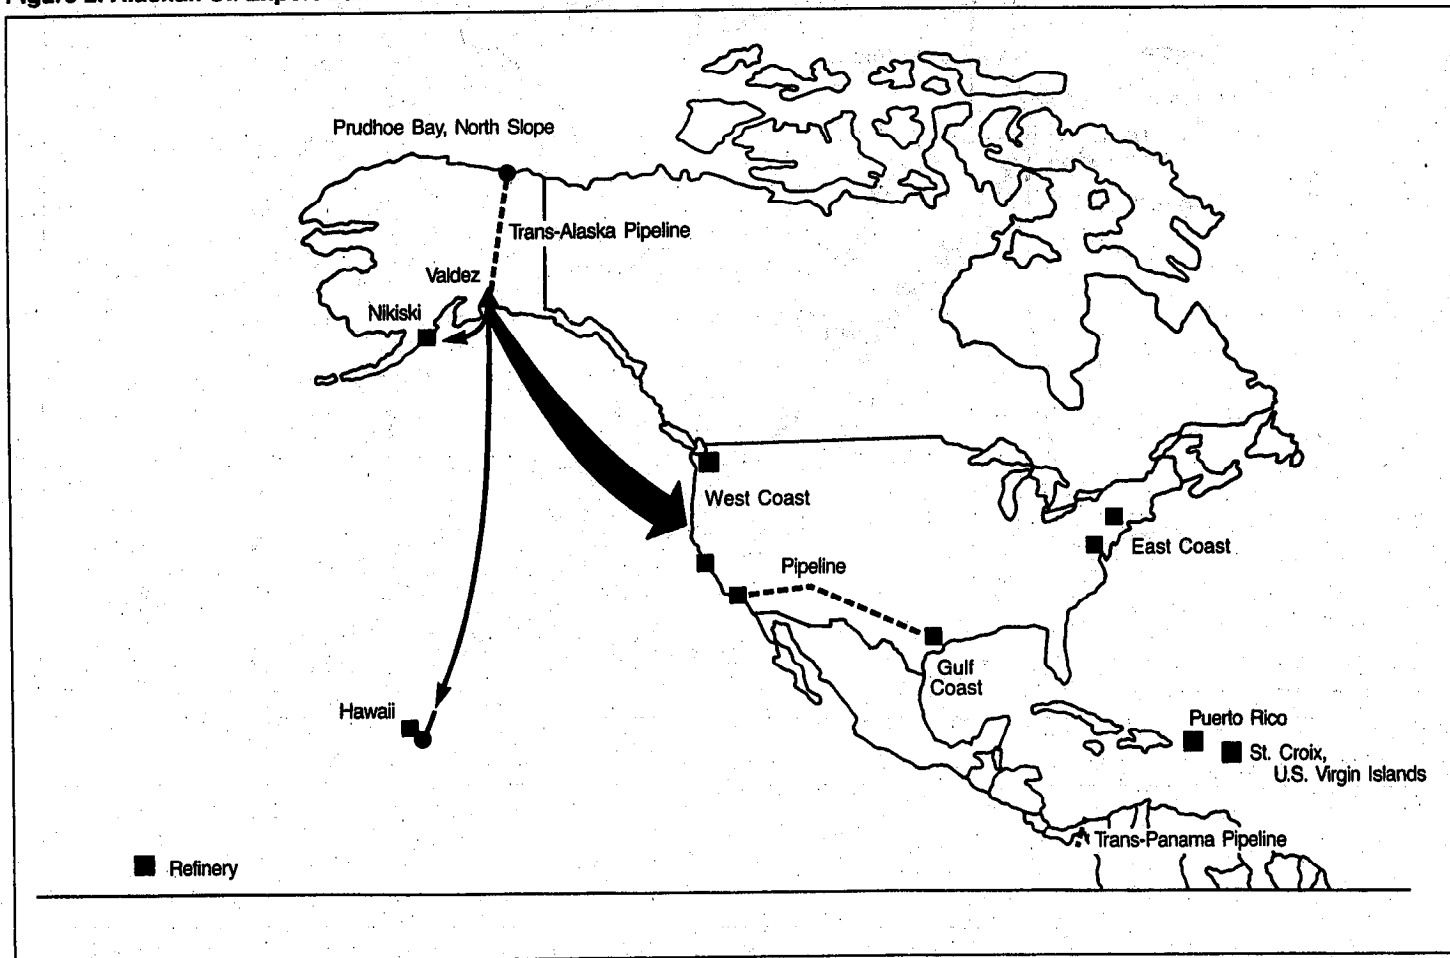 Prudhoe Bay, North Slope
Trans-Alaska Pipeline
Valdez
Nikiski
West Coast
East Coast
Pipeline
Gulf
Coast
Hawaii
Puerto Rico
St. Croix,
U.S. Virgin Islands
Trans-Panama Pipeline
Refinery